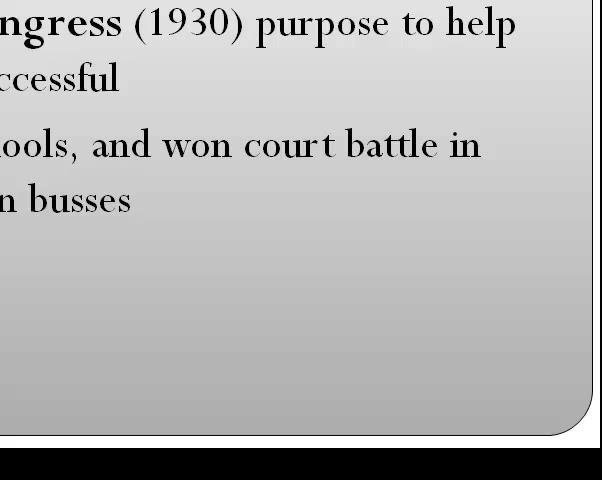 ngress (1930) purpose to help
ccessful
ools, and won court battle in
n busses